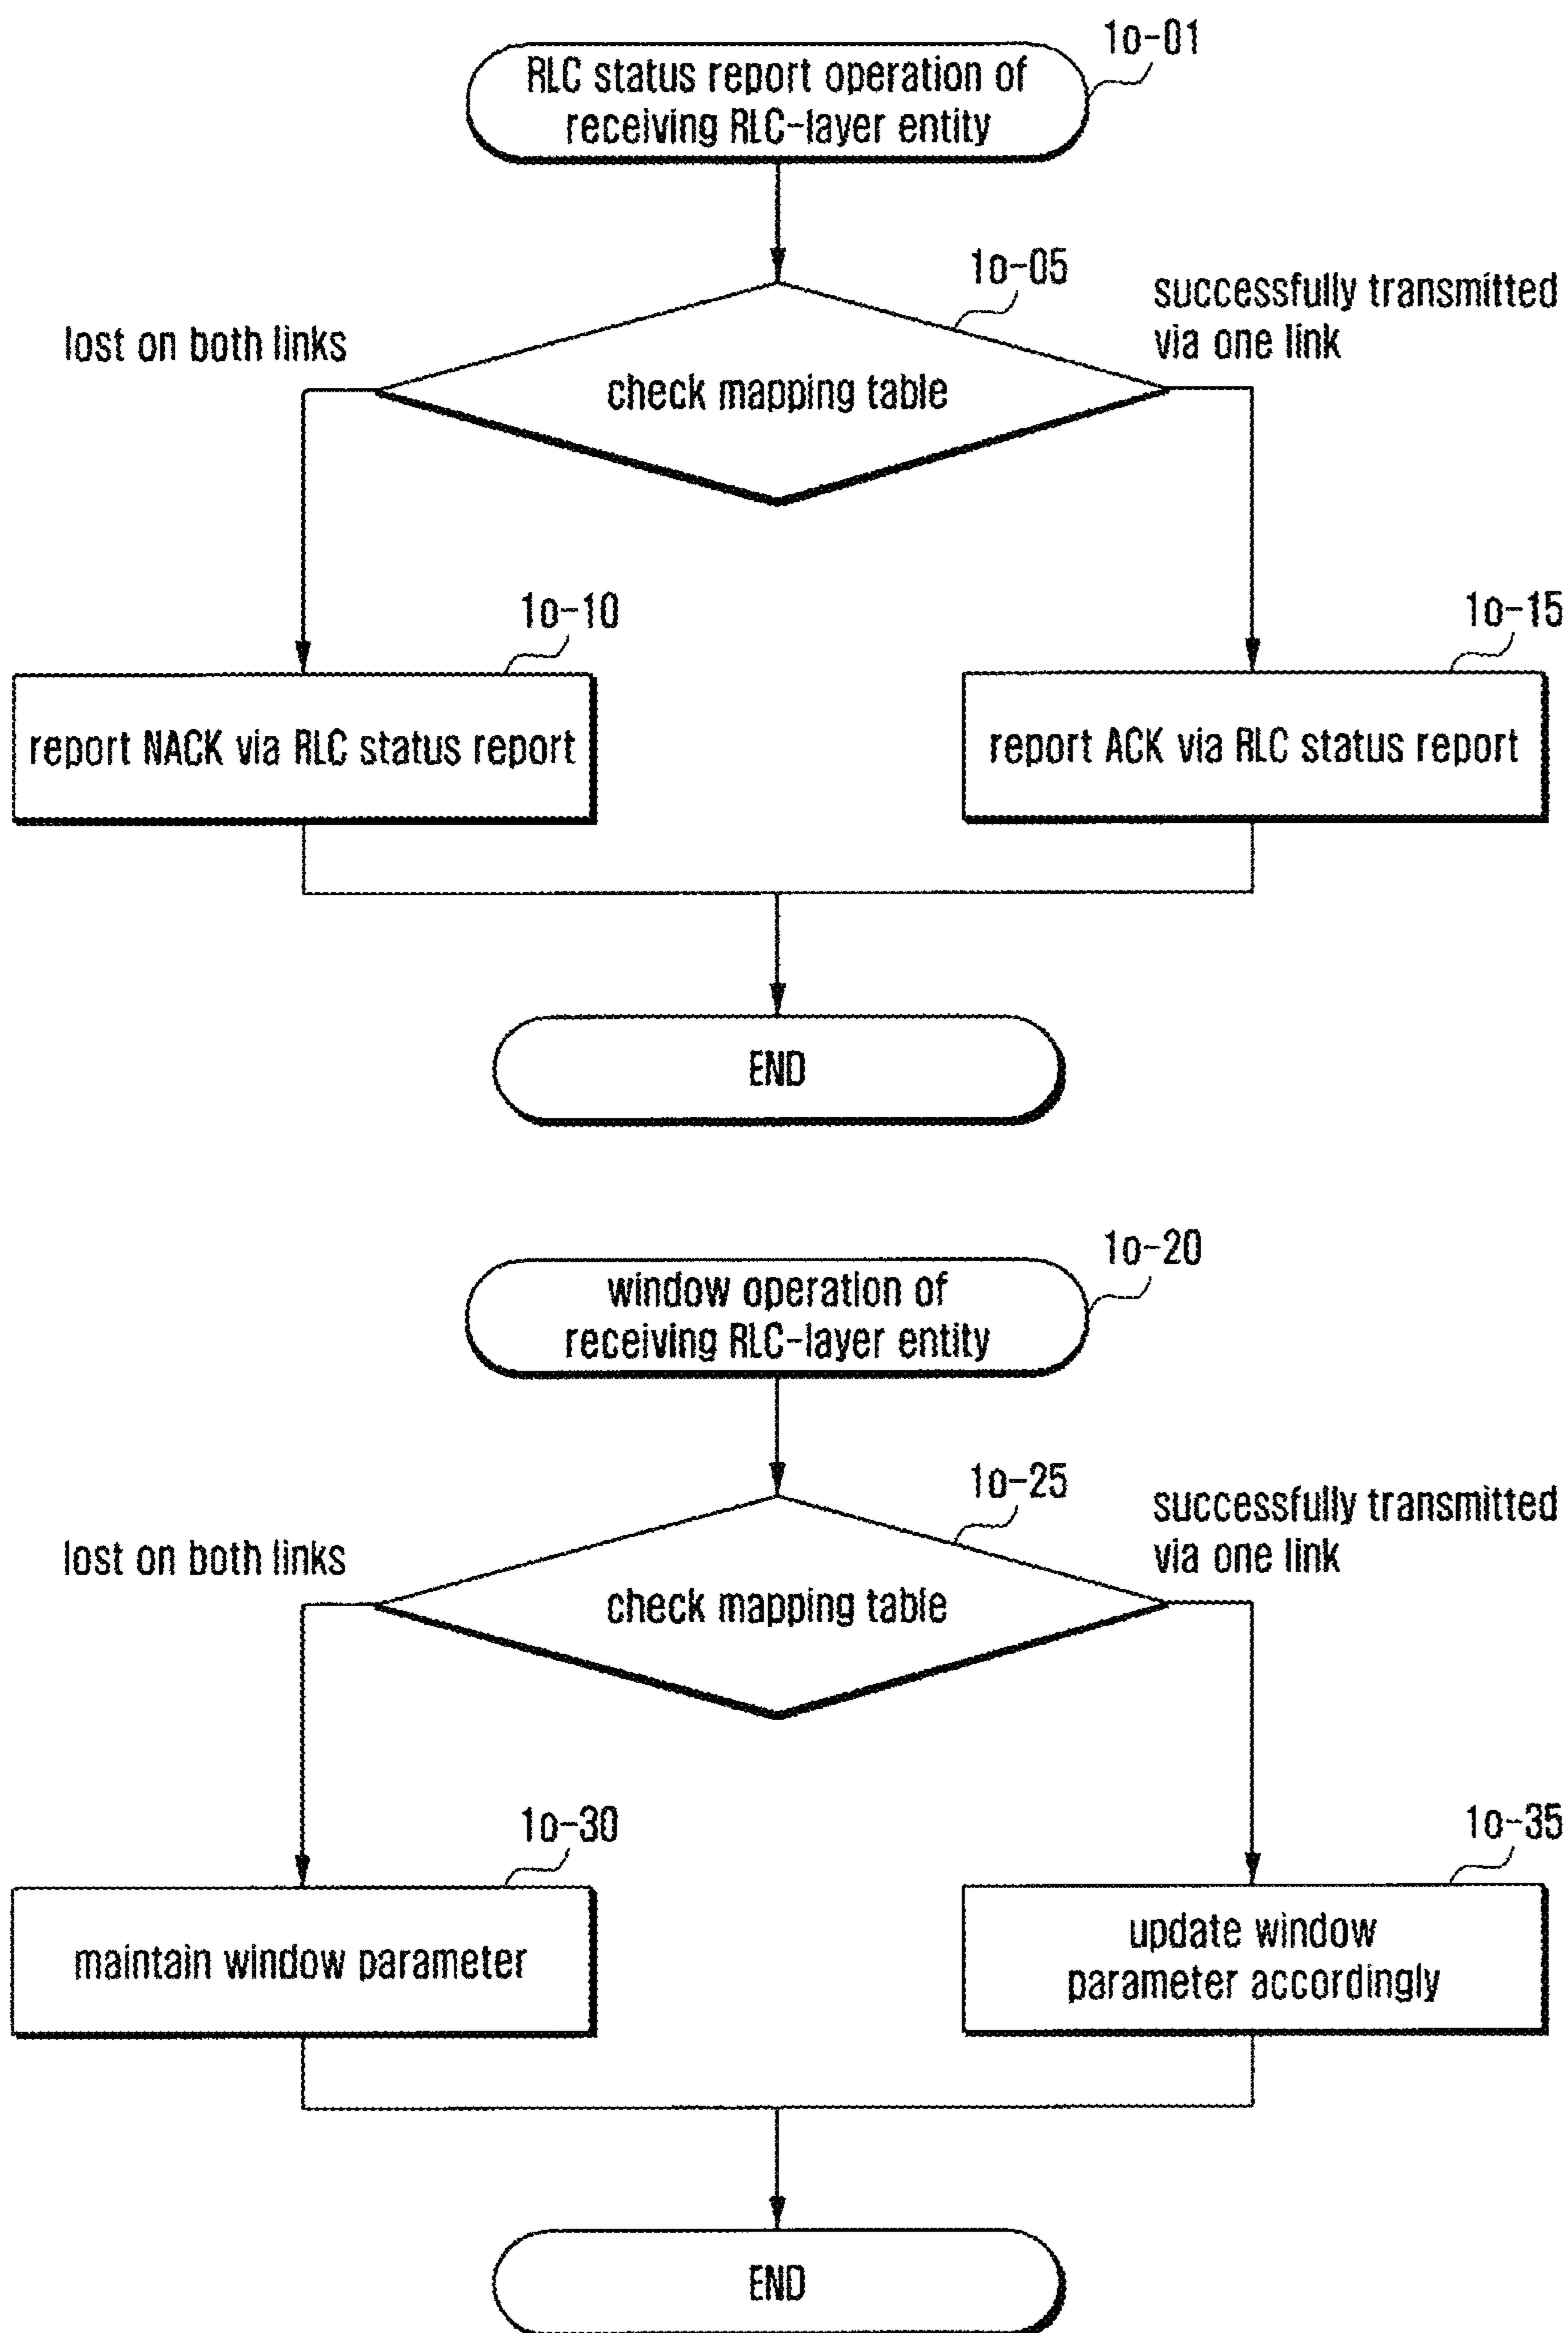 1o-01
RLC status report operation of
receiving RLC-layer entity
1o-05
lost on both links
successfully transmitted
via one link
check mapping table
1o-10
1o-15
report NACK via RLC status report
report ACK via RLC status report
END
1o-20
window operation of
receiving RLC-layer entity
1o-25
lost on both links
successfully transmitted
via one link
check mapping table
1o-30
1o-35
maintain window parameter
update window
parameter accordingly
END